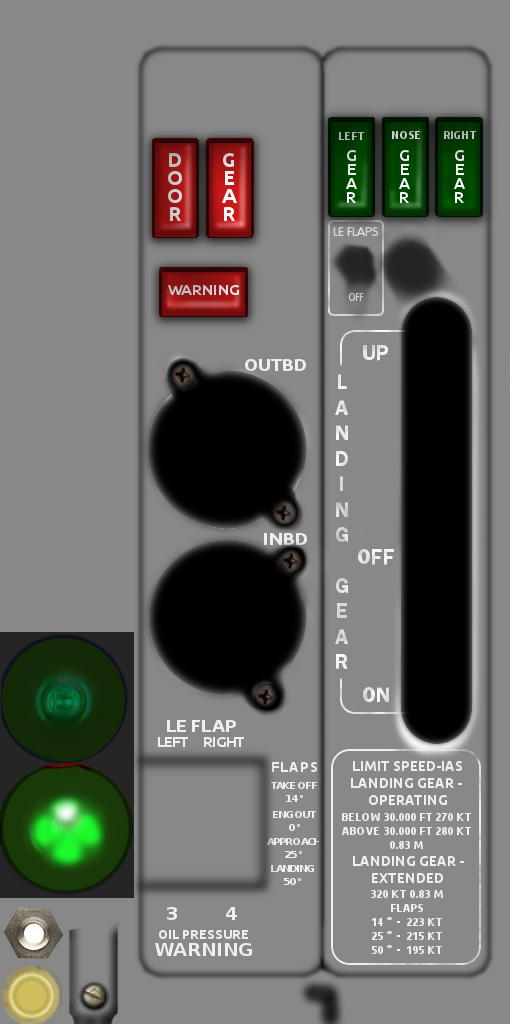 DOOR
GEAR
WARNING
OUTBD
INBD
LE FLAP
LEFT RIGHT
FLAPS
TAKE OFF
14°
ENG OUT
0°
APPROACH
25°
LANDING
50°
3 4
OIL PRESSURE
WARNING
LEFT
GEAR
NOSE
GEAR
RIGHT
GEAR
LE FLAPS
OFF
UP
LANDING GEAR
OFF
ON
LIMIT SPEED-IAS
LANDING GEAR -
OPERATING
BELOW 30.000 FT 270 KT
ABOVE 30.000 FT 280 KT
0.83 M
LANDING GEAR -
EXTENDED
320 KT 0.83 M
FLAPS
14 ° - 223 KT
25 ° - 215 KT
50 ° - 195 KT